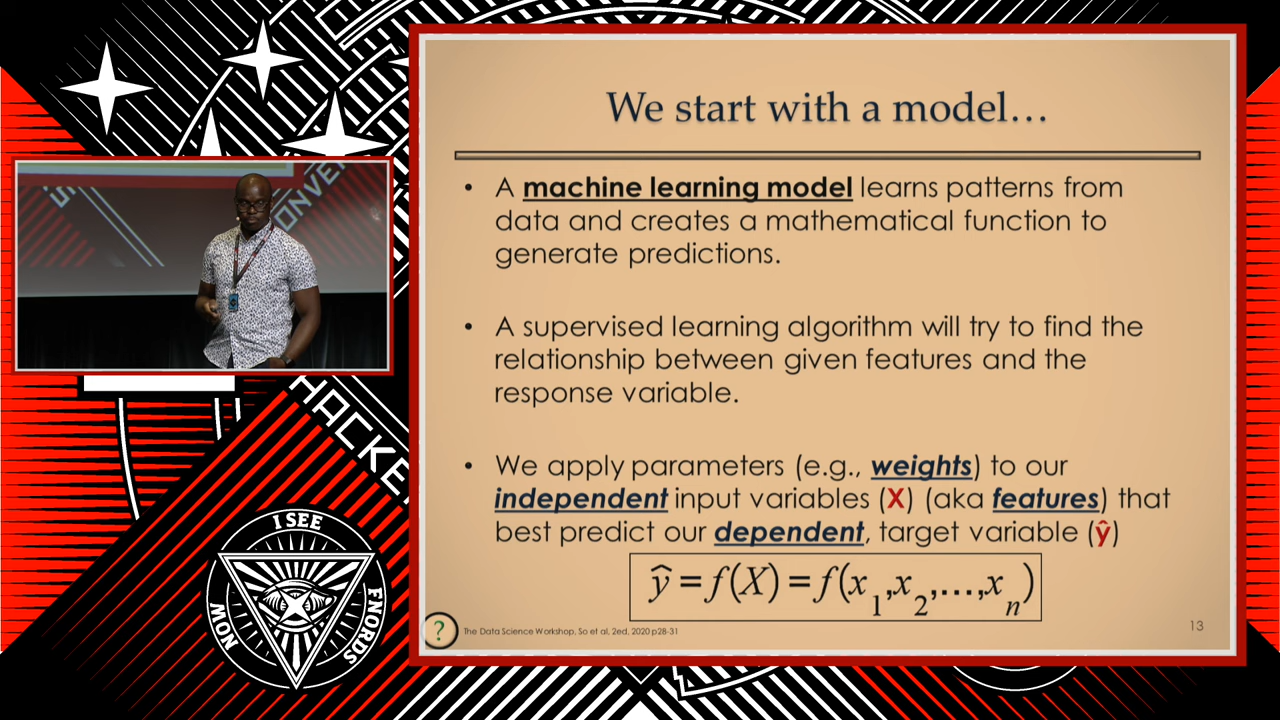 We start with a model…
• A machine learning model learns patterns from
data and creates a mathematical function to
generate predictions.
• A supervised learning algorithm will try to find the
relationship between given features and the
response variable.
• We apply parameters (e.g., weights) to our
independent input variables (X) (aka features) that
best predict our dependent, target variable (ŷ)
ŷ = f(X) = f(x₁,x₂,…,xₙ)
?
The Data Science Workshop, So et al, 2ed, 2020 p28-31
13
ONVE
HACKE
I SEE
FNORDS
NOW